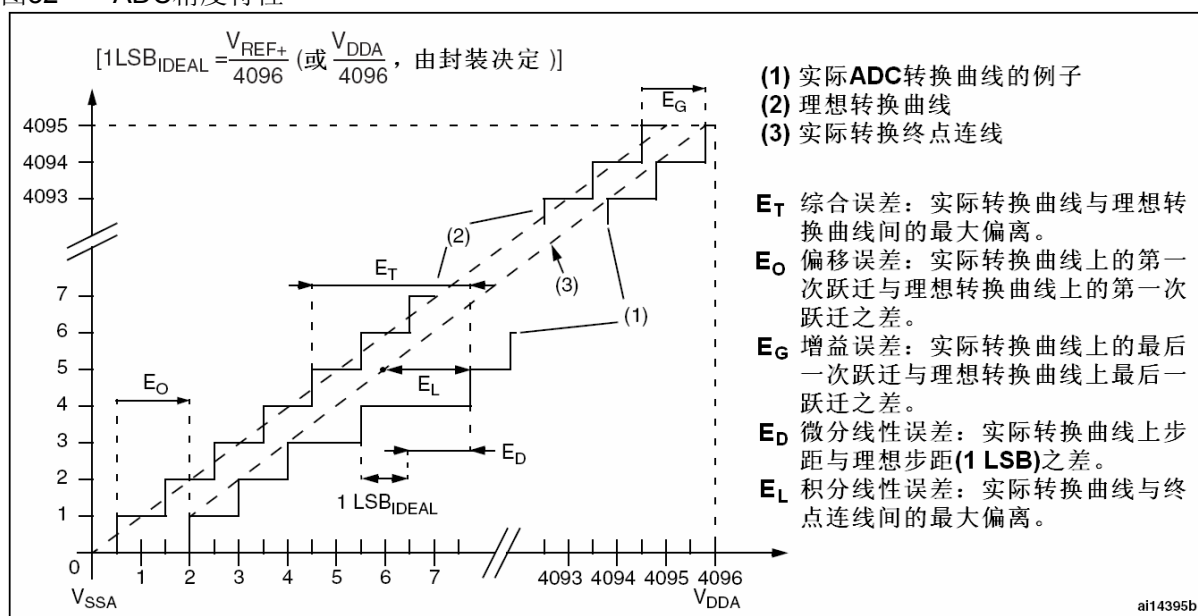 图32 ADC精度特性
[1LSB_IDEAL = V_REF+/4096 (或 V_DDA/4096，由封装决定 )]
(1) 实际ADC转换曲线的例子
(2) 理想转换曲线
(3) 实际转换终点连线
E_T 综合误差：实际转换曲线与理想转
换曲线间的最大偏离。
E_O 偏移误差：实际转换曲线上的第一
次跃迁与理想转换曲线上的第一次
跃迁之差。
E_G 增益误差：实际转换曲线上的最后
一次跃迁与理想转换曲线上最后一
跃迁之差。
E_D 微分线性误差：实际转换曲线上步
距与理想步距(1 LSB)之差。
E_L 积分线性误差：实际转换曲线与终
点连线间的最大偏离。
E_G
4095
4094
4093
(2)
E_T
(3)
7
(1)
6
5
E_O
E_L
4
3
E_D
2
1 LSB_IDEAL
1
0
1 2 3 4 5 6 7 4093 4094 4095 4096
V_SSA
V_DDA
ai14395b